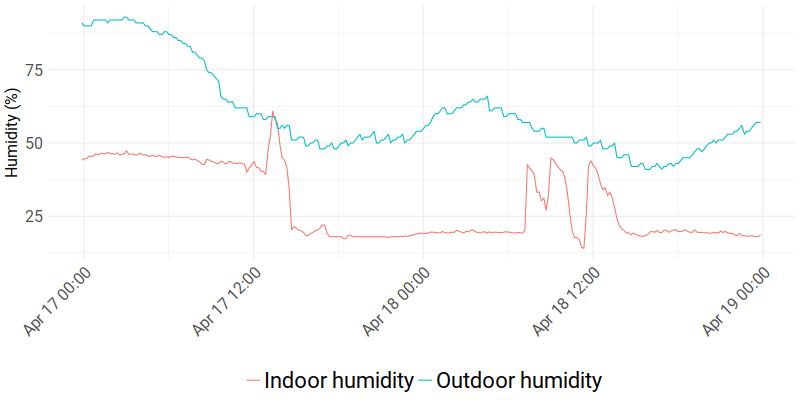 Humidity (%)
75
50
25
Apr 17 00:00
Apr 17 12:00
Apr 18 00:00
Apr 18 12:00
Apr 19 00:00
Indoor humidity
Outdoor humidity